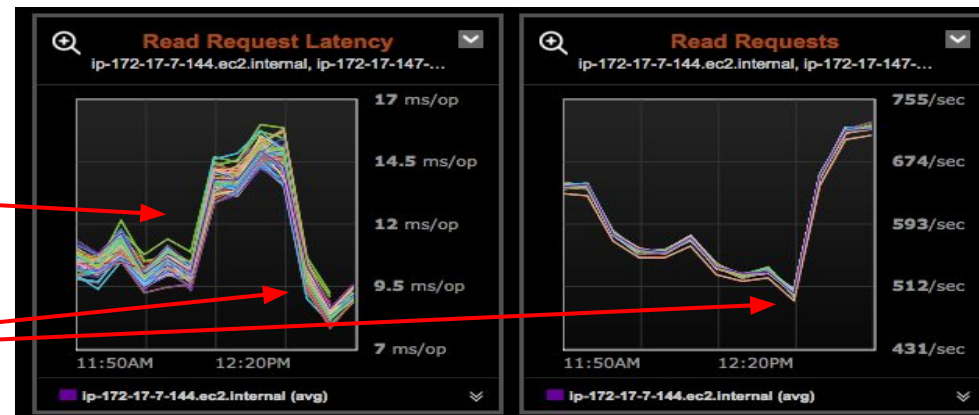 Read Request Latency
ip-172-17-7-144.ec2.internal, ip-172-17-147-...
17 ms/op
14.5 ms/op
12 ms/op
9.5 ms/op
7 ms/op
11:50AM 12:20PM
ip-172-17-7-144.ec2.internal (avg)
Read Requests
ip-172-17-7-144.ec2.internal, ip-172-17-147-...
755/sec
674/sec
593/sec
512/sec
431/sec
11:50AM 12:20PM
ip-172-17-7-144.ec2.internal (avg)